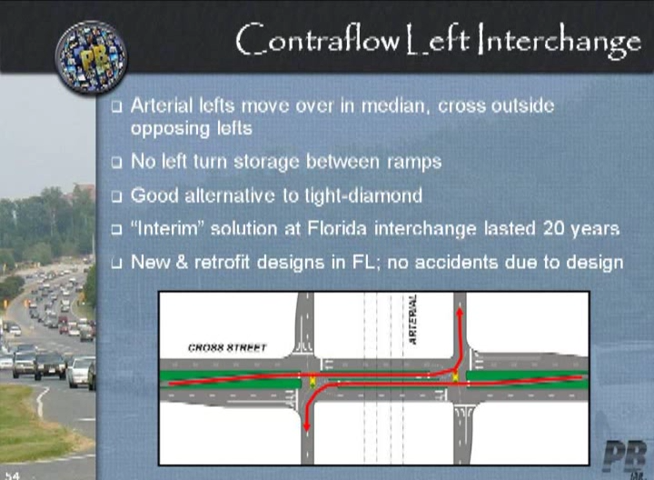 Contraflow Left Interchange
PB
Arterial lefts move over in median, cross outside
opposing lefts
No left turn storage between ramps
Good alternative to tight-diamond
"Interim" solution at Florida interchange lasted 20 years
New & retrofit designs in FL; no accidents due to design
CROSS STREET
ARTERIAL
PB
54